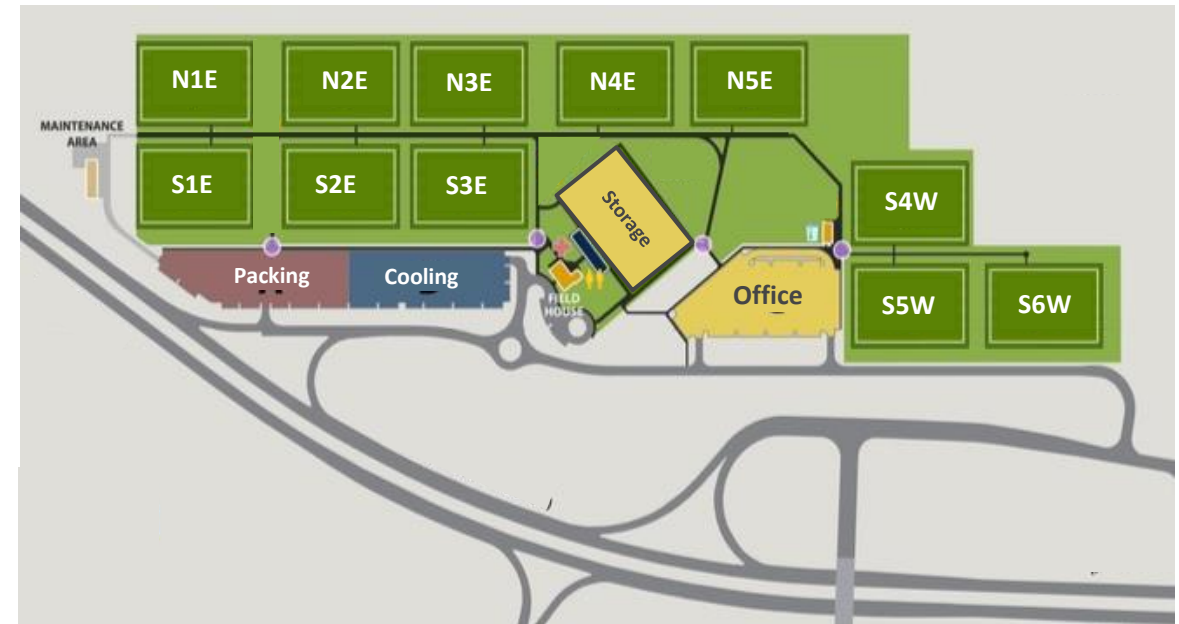 N1E
N2E
N3E
N4E
N5E
MAINTENANCE
AREA
S1E
S2E
S3E
Storage
S4W
Packing
Cooling
FIELD
HOUSE
Office
S5W
S6W